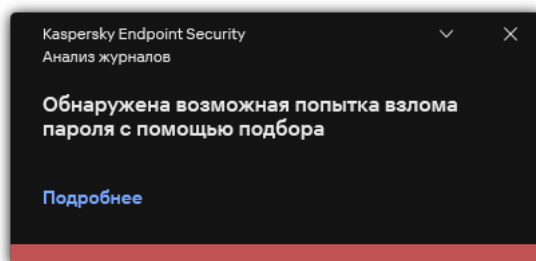 Kaspersky Endpoint Security
Анализ журналов
Обнаружена возможная попытка взлома
пароля с помощью подбора
Подробнее